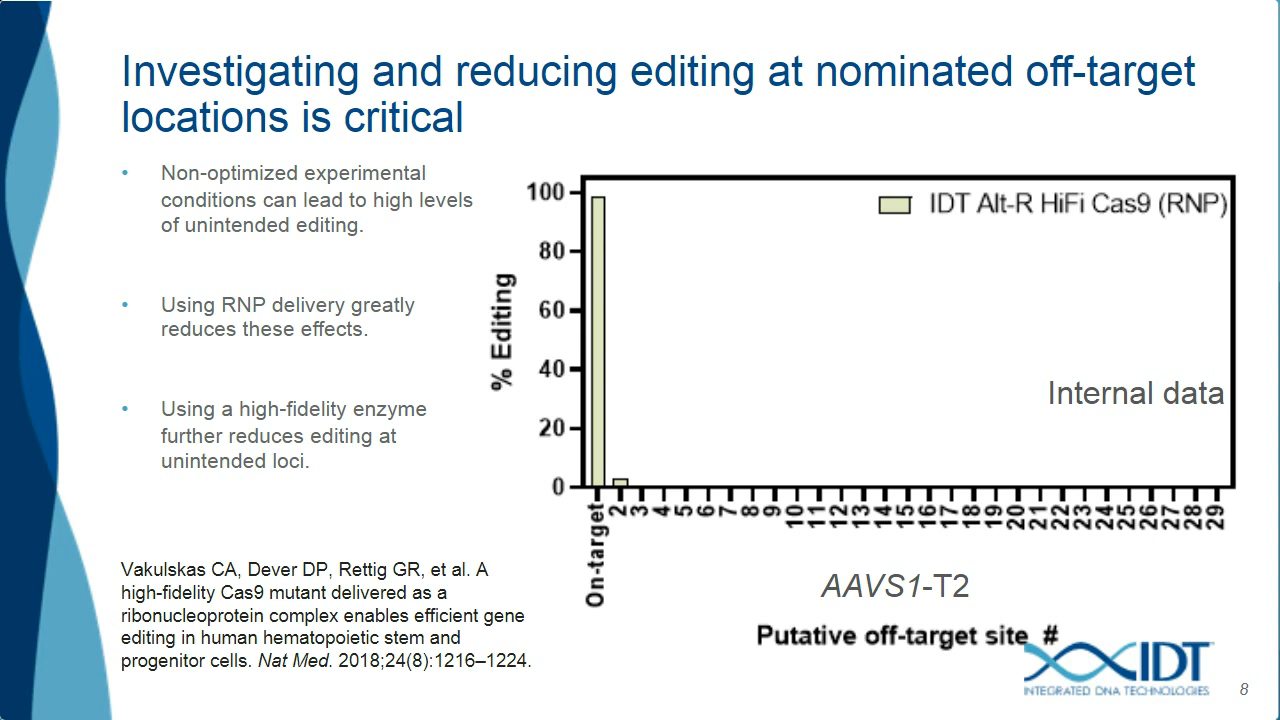 Investigating and reducing editing at nominated off-target
locations is critical
• Non-optimized experimental
conditions can lead to high levels
of unintended editing.
• Using RNP delivery greatly
reduces these effects.
• Using a high-fidelity enzyme
further reduces editing at
unintended loci.
Vakulskas CA, Dever DP, Rettig GR, et al. A
high-fidelity Cas9 mutant delivered as a
ribonucleoprotein complex enables efficient gene
editing in human hematopoietic stem and
progenitor cells. Nat Med. 2018;24(8):1216–1224.
IDT Alt-R HiFi Cas9 (RNP)
% Editing
100
80
60
40
20
0
Internal data
On-target 2 3 4 5 6 7 8 9 10 11 12 13 14 15 16 17 18 19 20 21 22 23 24 25 26 27 28 29
AAVS1-T2
Putative off-target site #
IDT
INTEGRATED DNA TECHNOLOGIES
8